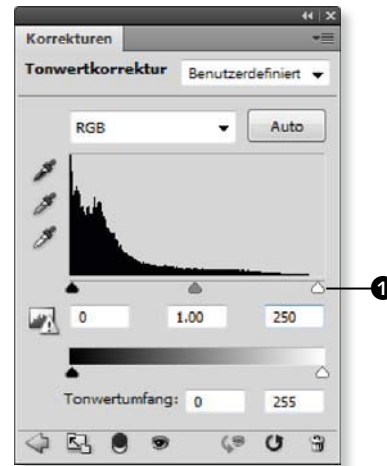 Korrekturen
Tonwertkorrektur Benutzerdefiniert
RGB Auto
1
0 1.00 250
Tonwertumfang: 0 255